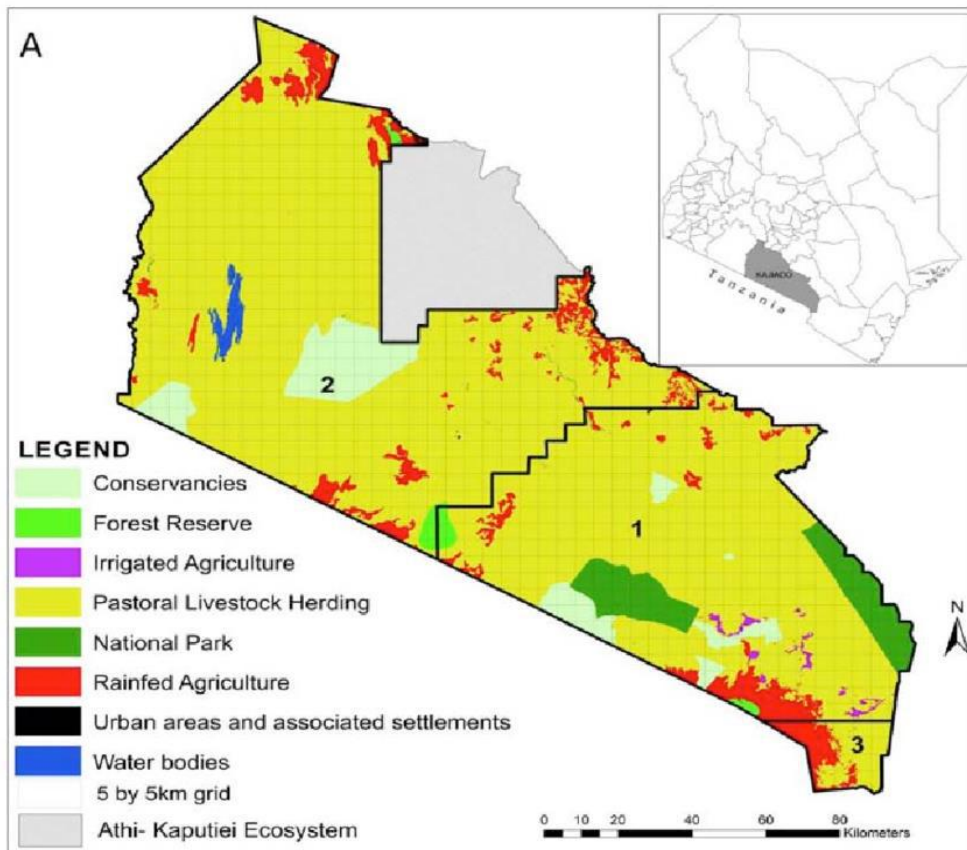 A
KAJIADO
Tanzania
2
1
3
LEGEND
Conservancies
Forest Reserve
Irrigated Agriculture
Pastoral Livestock Herding
National Park
Rainfed Agriculture
Urban areas and associated settlements
Water bodies
5 by 5km grid
Athi- Kaputiei Ecosystem
N
0 10 20 40 60 80
Kilometers